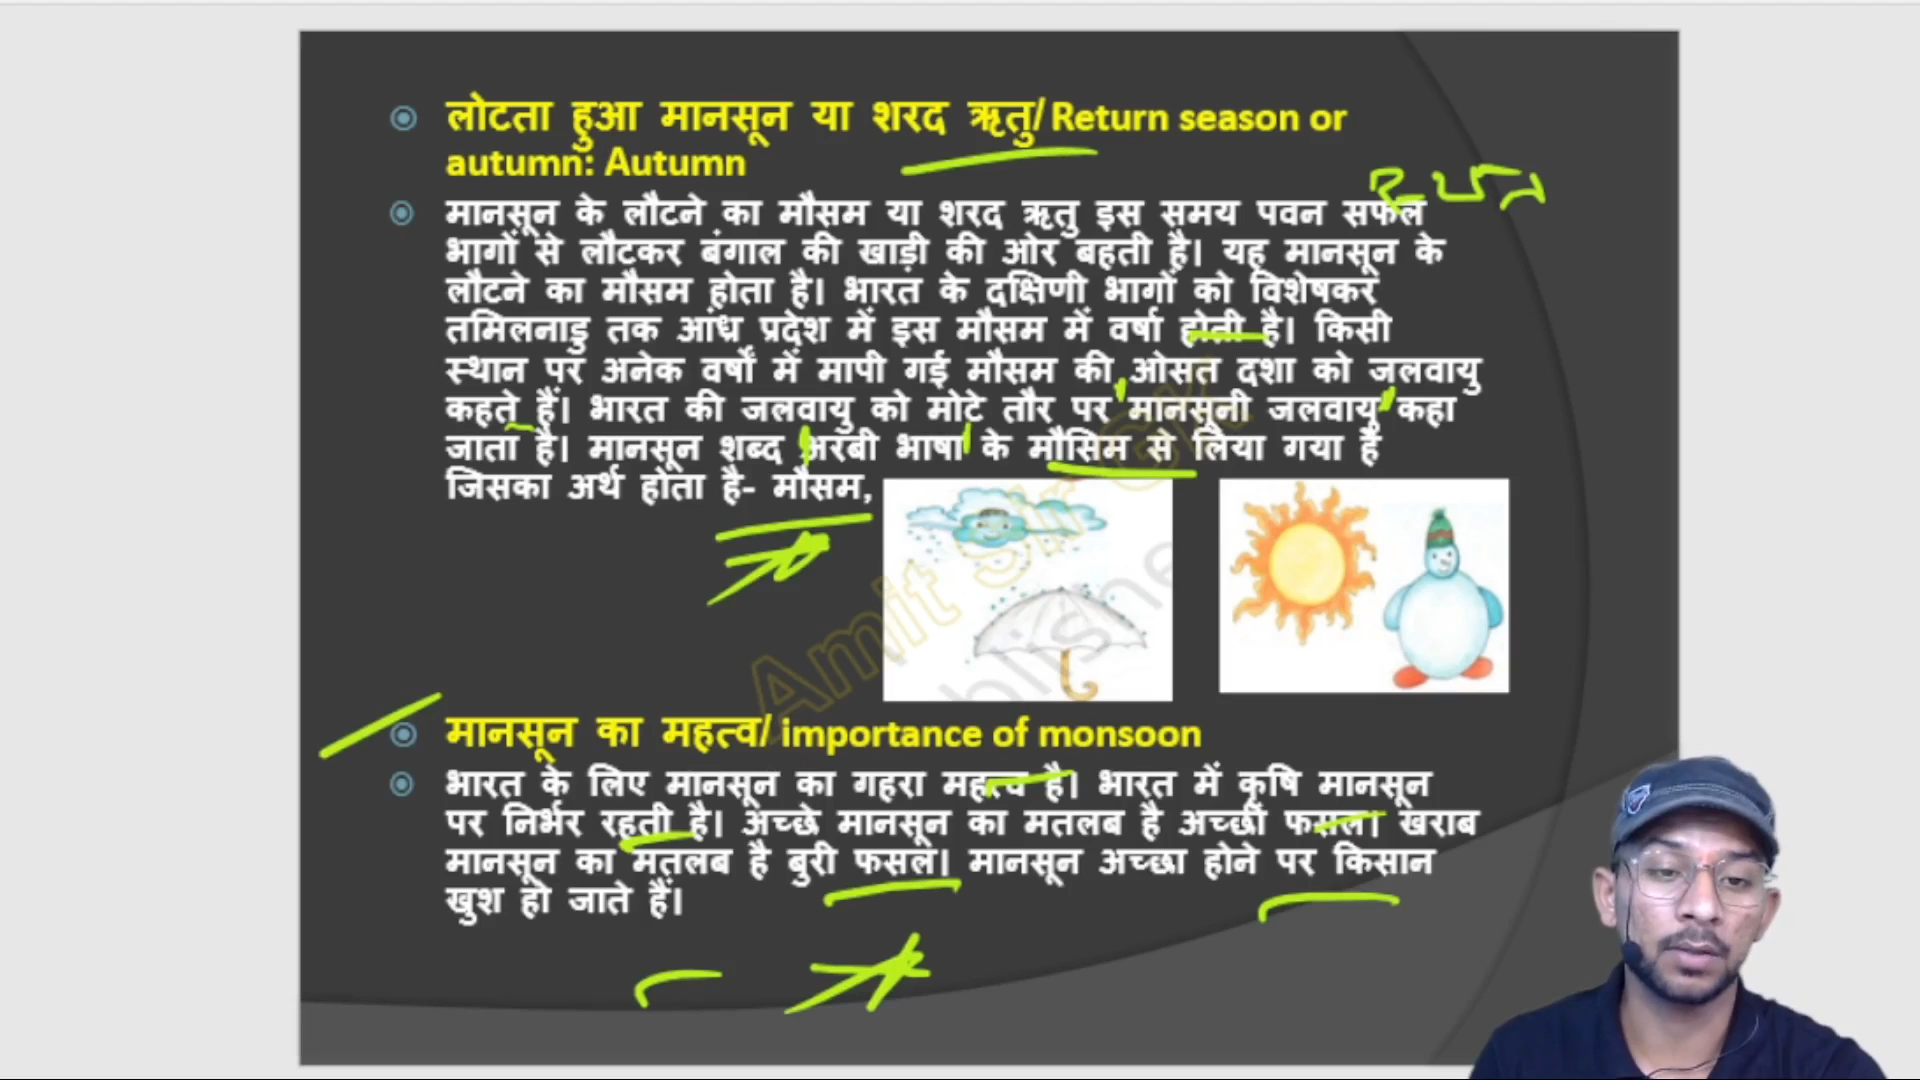 लोटता हुआ मानसून या शरद ऋतु/ Return season or
autumn: Autumn
मानसून के लौटने का मौसम या शरद ऋतु इस समय पवन सफल
भागों से लौटकर बंगाल की खाड़ी की ओर बहती है। यह मानसून के
लौटने का मौसम होता है। भारत के दक्षिणी भागों को विशेषकर
तमिलनाडु तक आंध्र प्रदेश में इस मौसम में वर्षा होती है। किसी
स्थान पर अनेक वर्षों में मापी गई मौसम की ओसत दशा को जलवायु
कहते हैं। भारत की जलवायु को मोटे तौर पर मानसूनी जलवायु कहा
जाता है। मानसून शब्द अरबी भाषा के मौसिम से लिया गया है
जिसका अर्थ होता है- मौसम,
Amit Sir GK
मानसून का महत्व/ importance of monsoon
भारत के लिए मानसून का गहरा महत्व है। भारत में कृषि मानसून
पर निर्भर रहती है। अच्छे मानसून का मतलब है अच्छी फसल। खराब
मानसून का मतलब है बुरी फसल। मानसून अच्छा होने पर किसान
खुश हो जाते हैं।